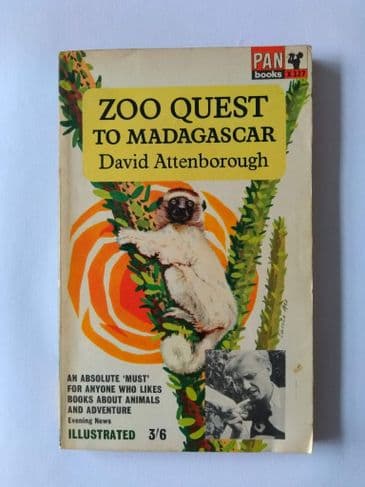 PAN
books
X 327
ZOO QUEST
TO MADAGASCAR
David Attenborough
AN ABSOLUTE 'MUST'
FOR ANYONE WHO LIKES
BOOKS ABOUT ANIMALS
AND ADVENTURE
Evening News
ILLUSTRATED 3/6